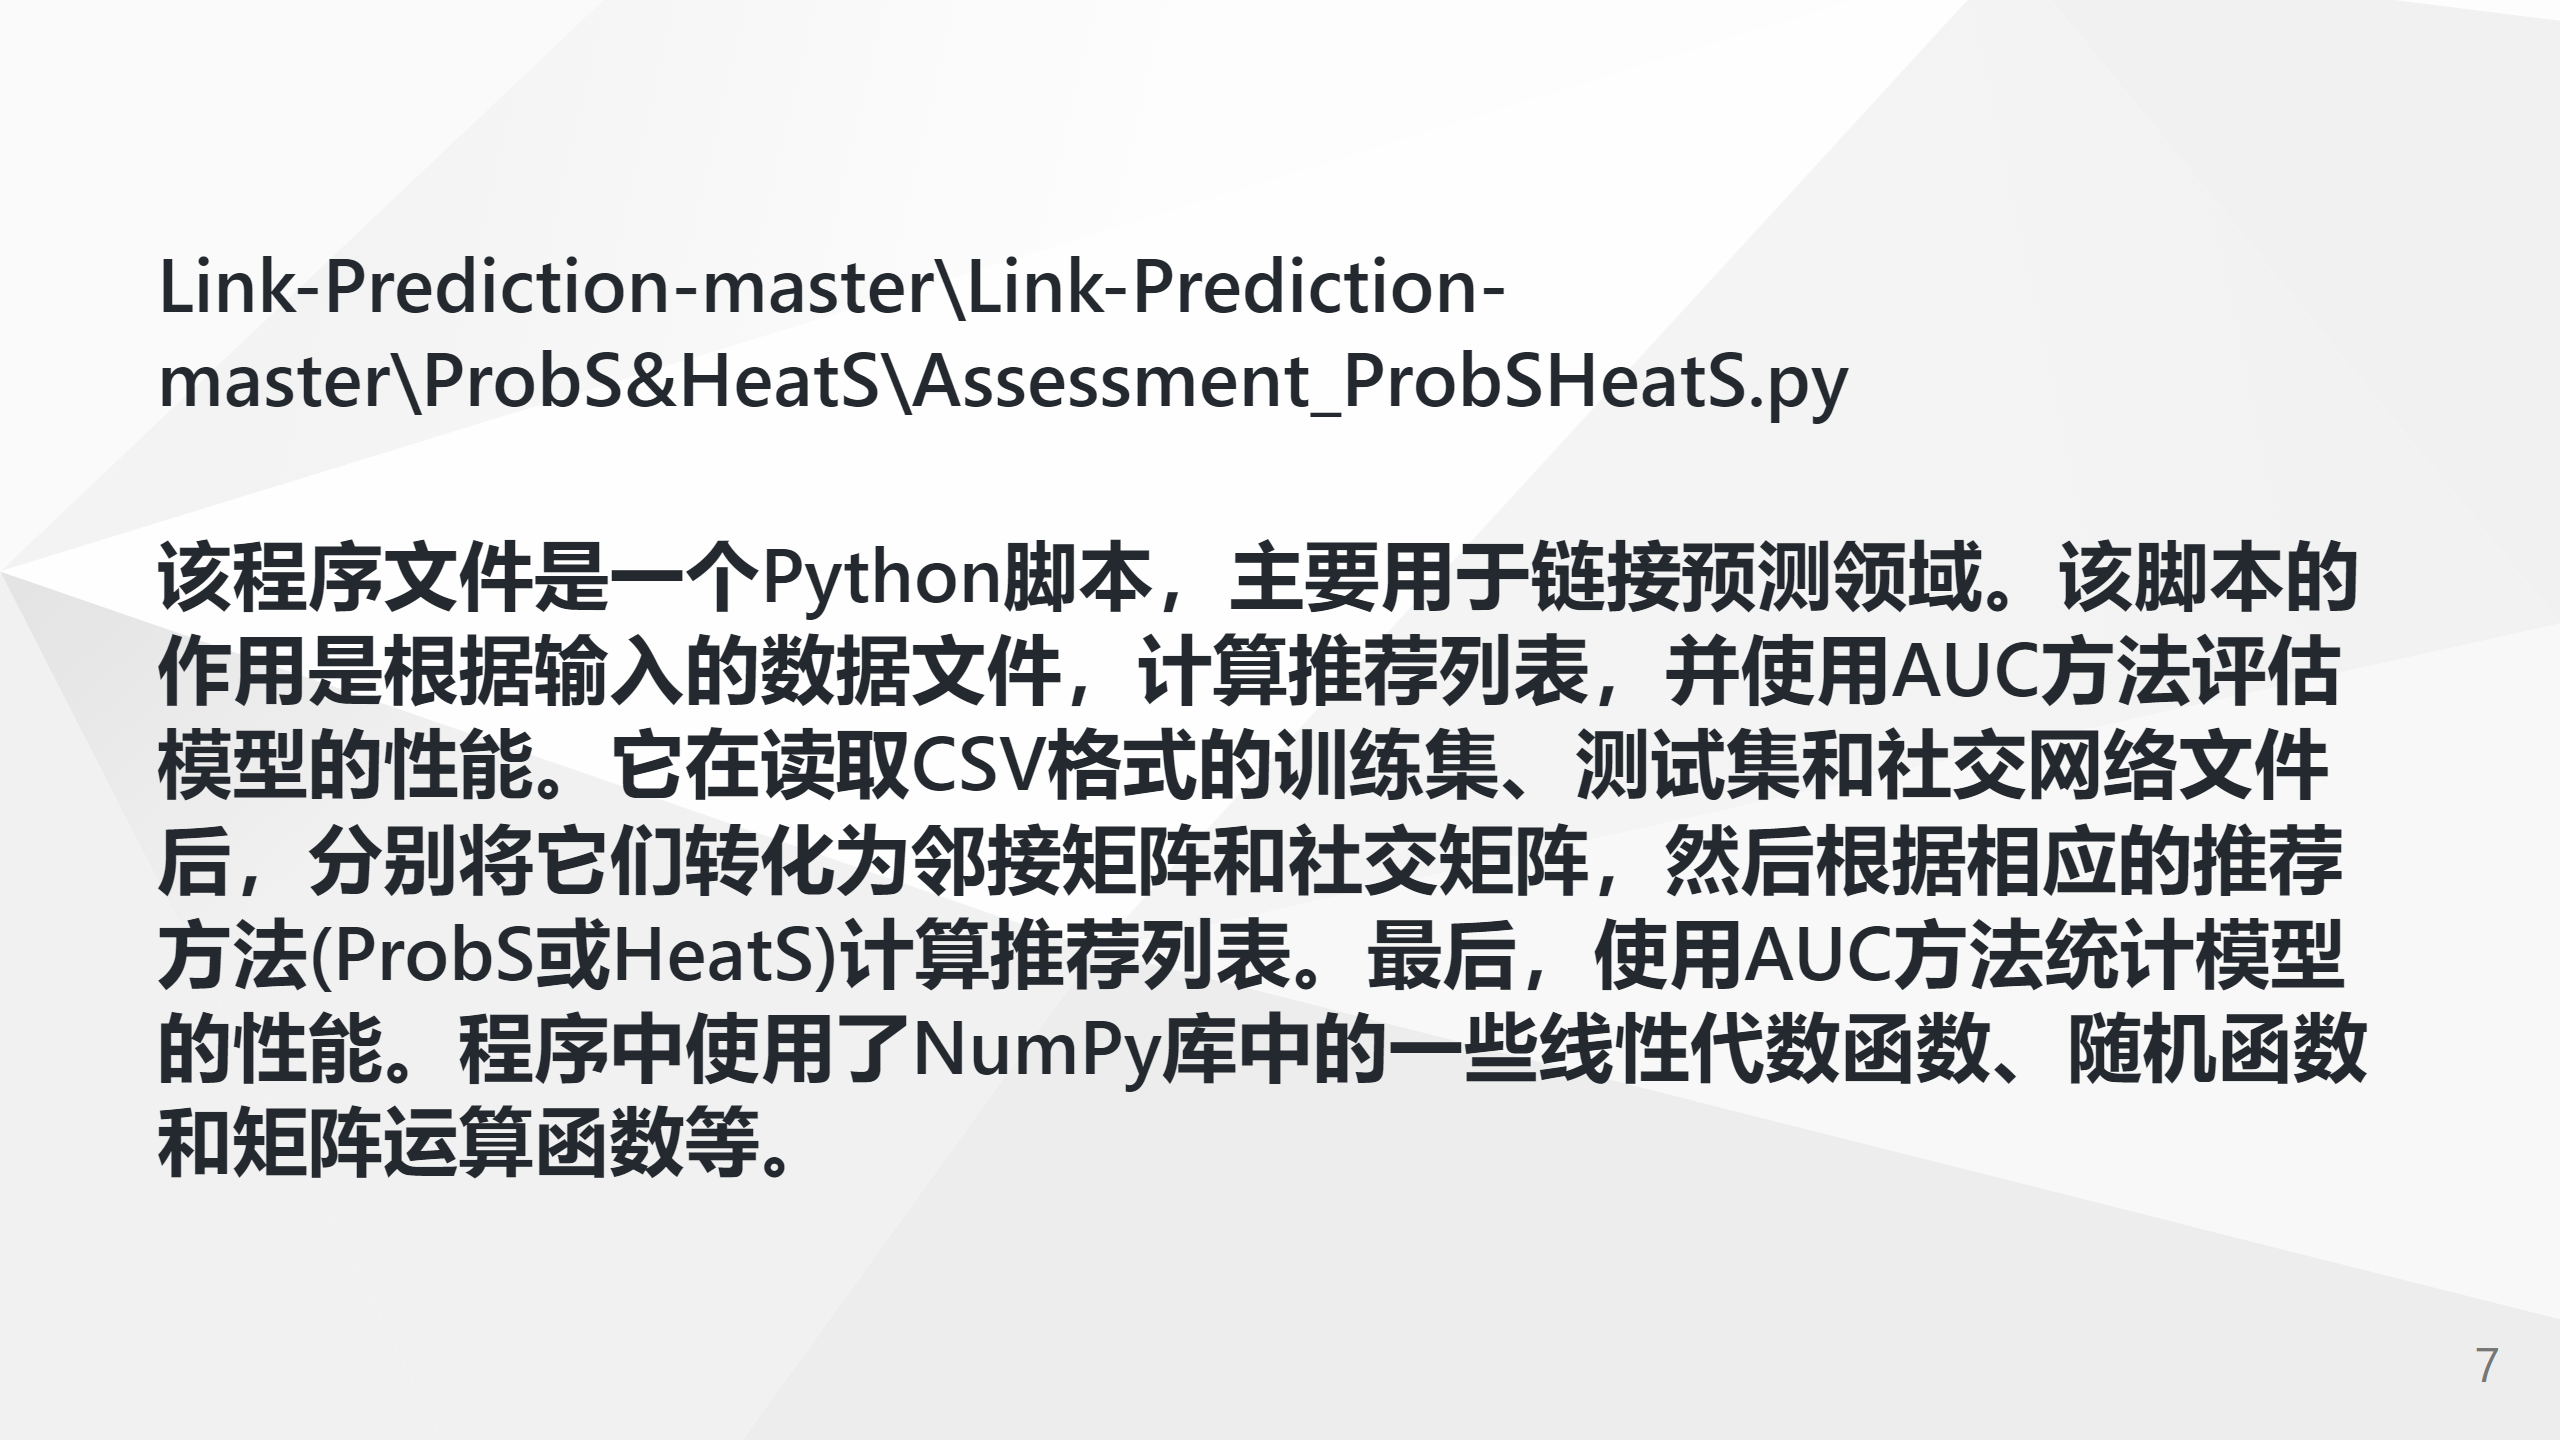 Link-Prediction-master\Link-Prediction-
master\ProbS&HeatS\Assessment_ProbSHeatS.py
该程序文件是一个Python脚本，主要用于链接预测领域。该脚本的
作用是根据输入的数据文件，计算推荐列表，并使用AUC方法评估
模型的性能。它在读取CSV格式的训练集、测试集和社交网络文件
后，分别将它们转化为邻接矩阵和社交矩阵，然后根据相应的推荐
方法(ProbS或HeatS)计算推荐列表。最后，使用AUC方法统计模型
的性能。程序中使用了NumPy库中的一些线性代数函数、随机函数
和矩阵运算函数等。
7